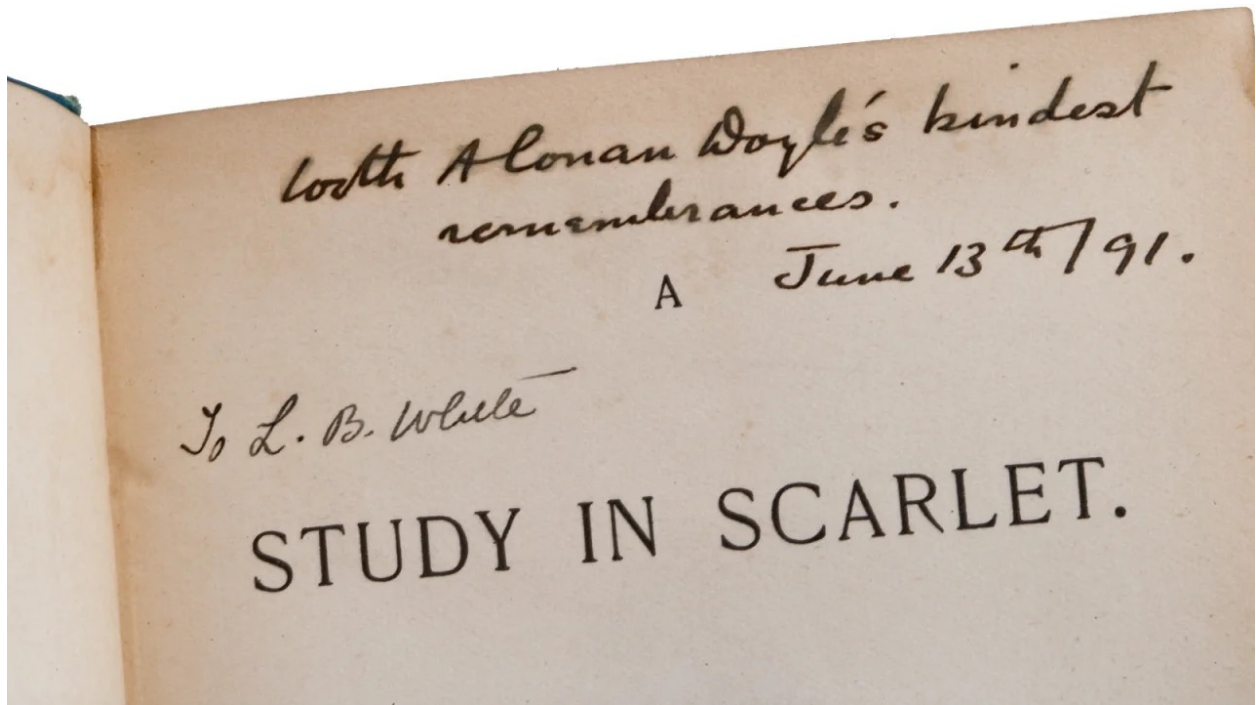 With A Conan Doyle's kindest
remembrances.
June 13th/91.
A
To L. B. White
STUDY IN SCARLET.